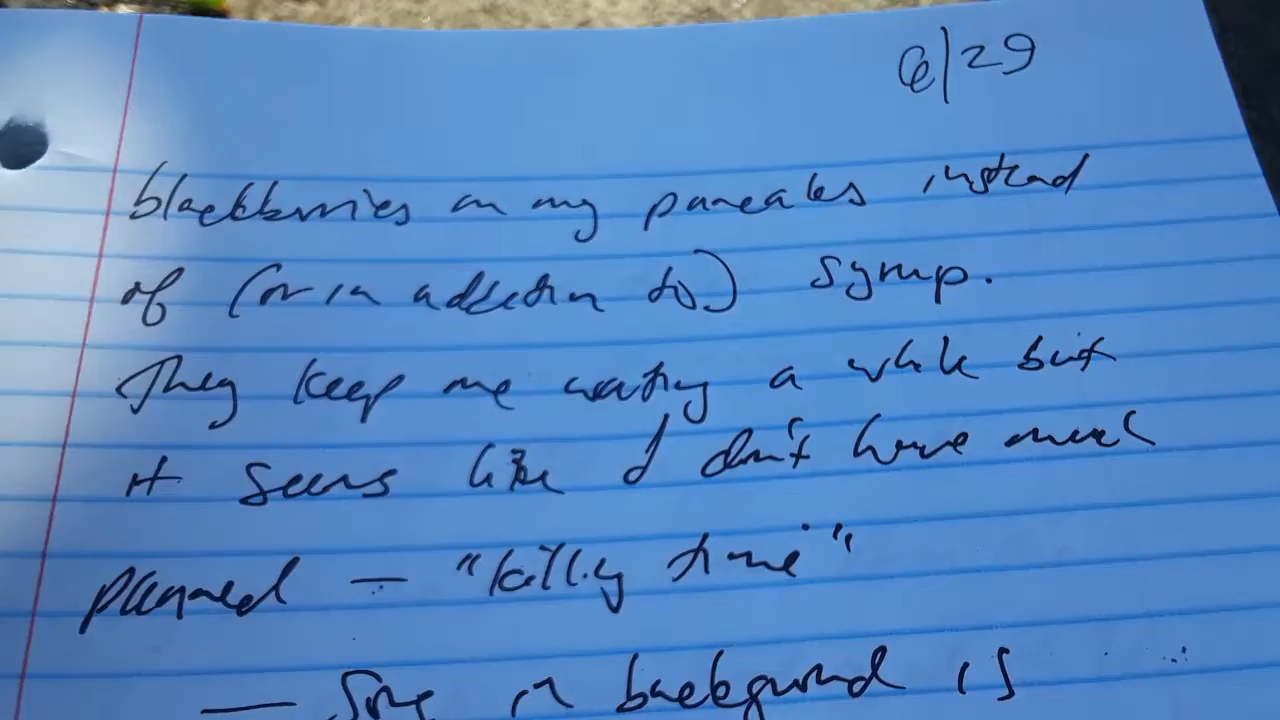 6/29
blackberries on my pancakes instead
of (or in addition to) syrup.
They keep me waiting a while but
it seems like I don't have much
planned — "killing time"
— Song in background is